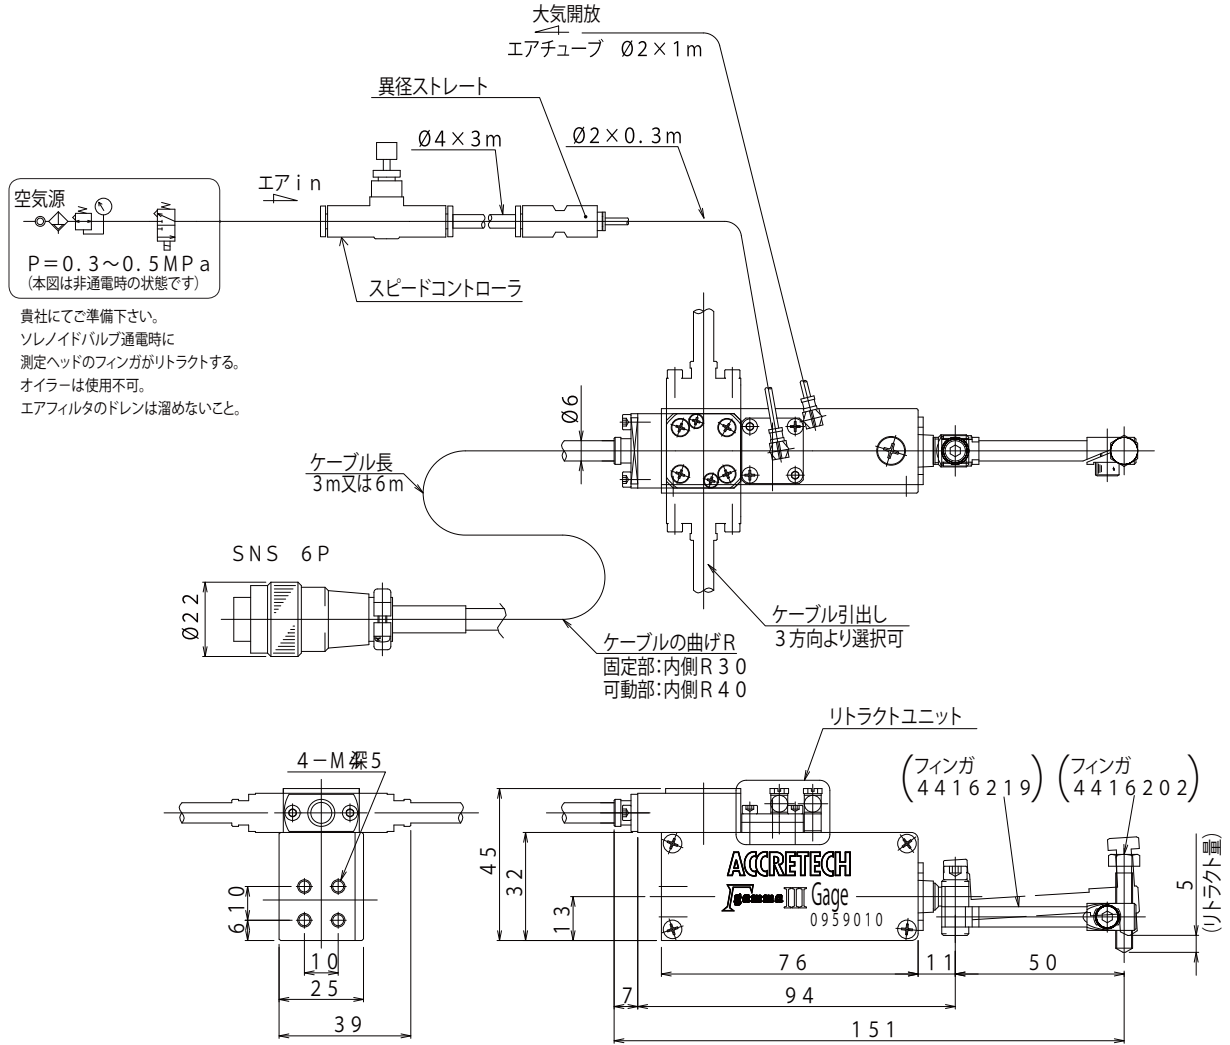 大気開放
エアチューブ Ø2×1m
異径ストレート
Ø4×3m
Ø2×0.3m
空気源
エアin
P=0.3～0.5MPa
(本図は非通電時の状態です)
スピードコントローラ
貴社にてご準備下さい。
ソレノイドバルブ通電時に
測定ヘッドのフィンガがリトラクトする。
オイラーは使用不可。
エアフィルタのドレンは溜めないこと。
Ø6
ケーブル長
3m又は6m
SNS 6P
Ø22
ケーブル引出し
3方向より選択可
ケーブルの曲げR
固定部:内側R30
可動部:内側R40
リトラクトユニット
4-M4深5
(フィンガ
4416219)
(フィンガ
4416202)
45
32
13
ACCRETECH
gamma III Gage
0959010
5
(リトラクト量)
10
6
10
25
39
76
11
50
7
94
151